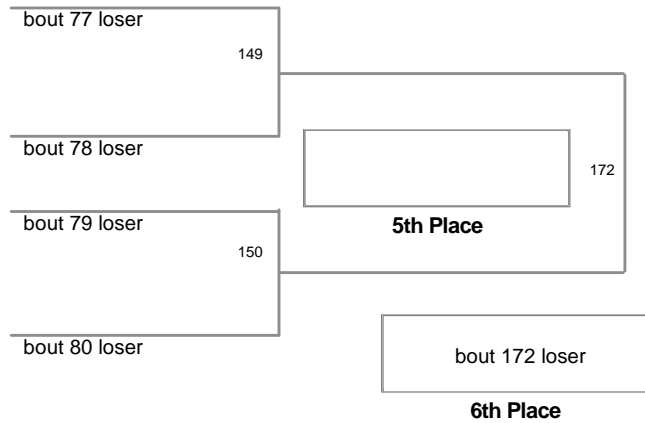 bout 77 loser
149
bout 78 loser
172
bout 79 loser
5th Place
150
bout 80 loser
bout 172 loser
6th Place